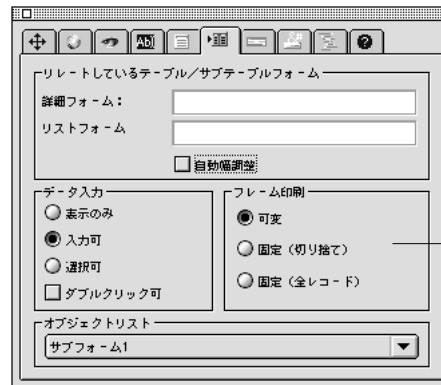 Ab
?
リレートしているテーブル／サブテーブルフォーム
詳細フォーム：
リストフォーム
自動幅調整
データ入力
表示のみ
入力可
選択可
ダブルクリック可
フレーム印刷
可変
固定（切り捨て）
固定（全レコード）
オブジェクトリスト
サブフォーム1